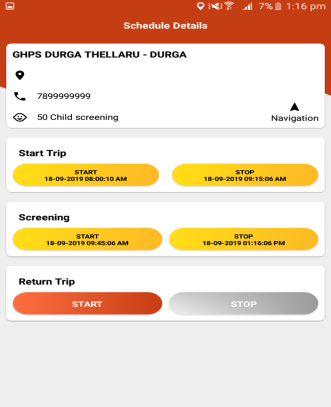 7% 1:16 pm
Schedule Details
GHPS DURGA THELLARU - DURGA
7899999999
50 Child screening
Navigation
Start Trip
START
18-09-2019 08:00:10 AM
STOP
18-09-2019 09:15:06 AM
Screening
START
18-09-2019 09:45:06 AM
STOP
18-09-2019 01:16:06 PM
Return Trip
START
STOP